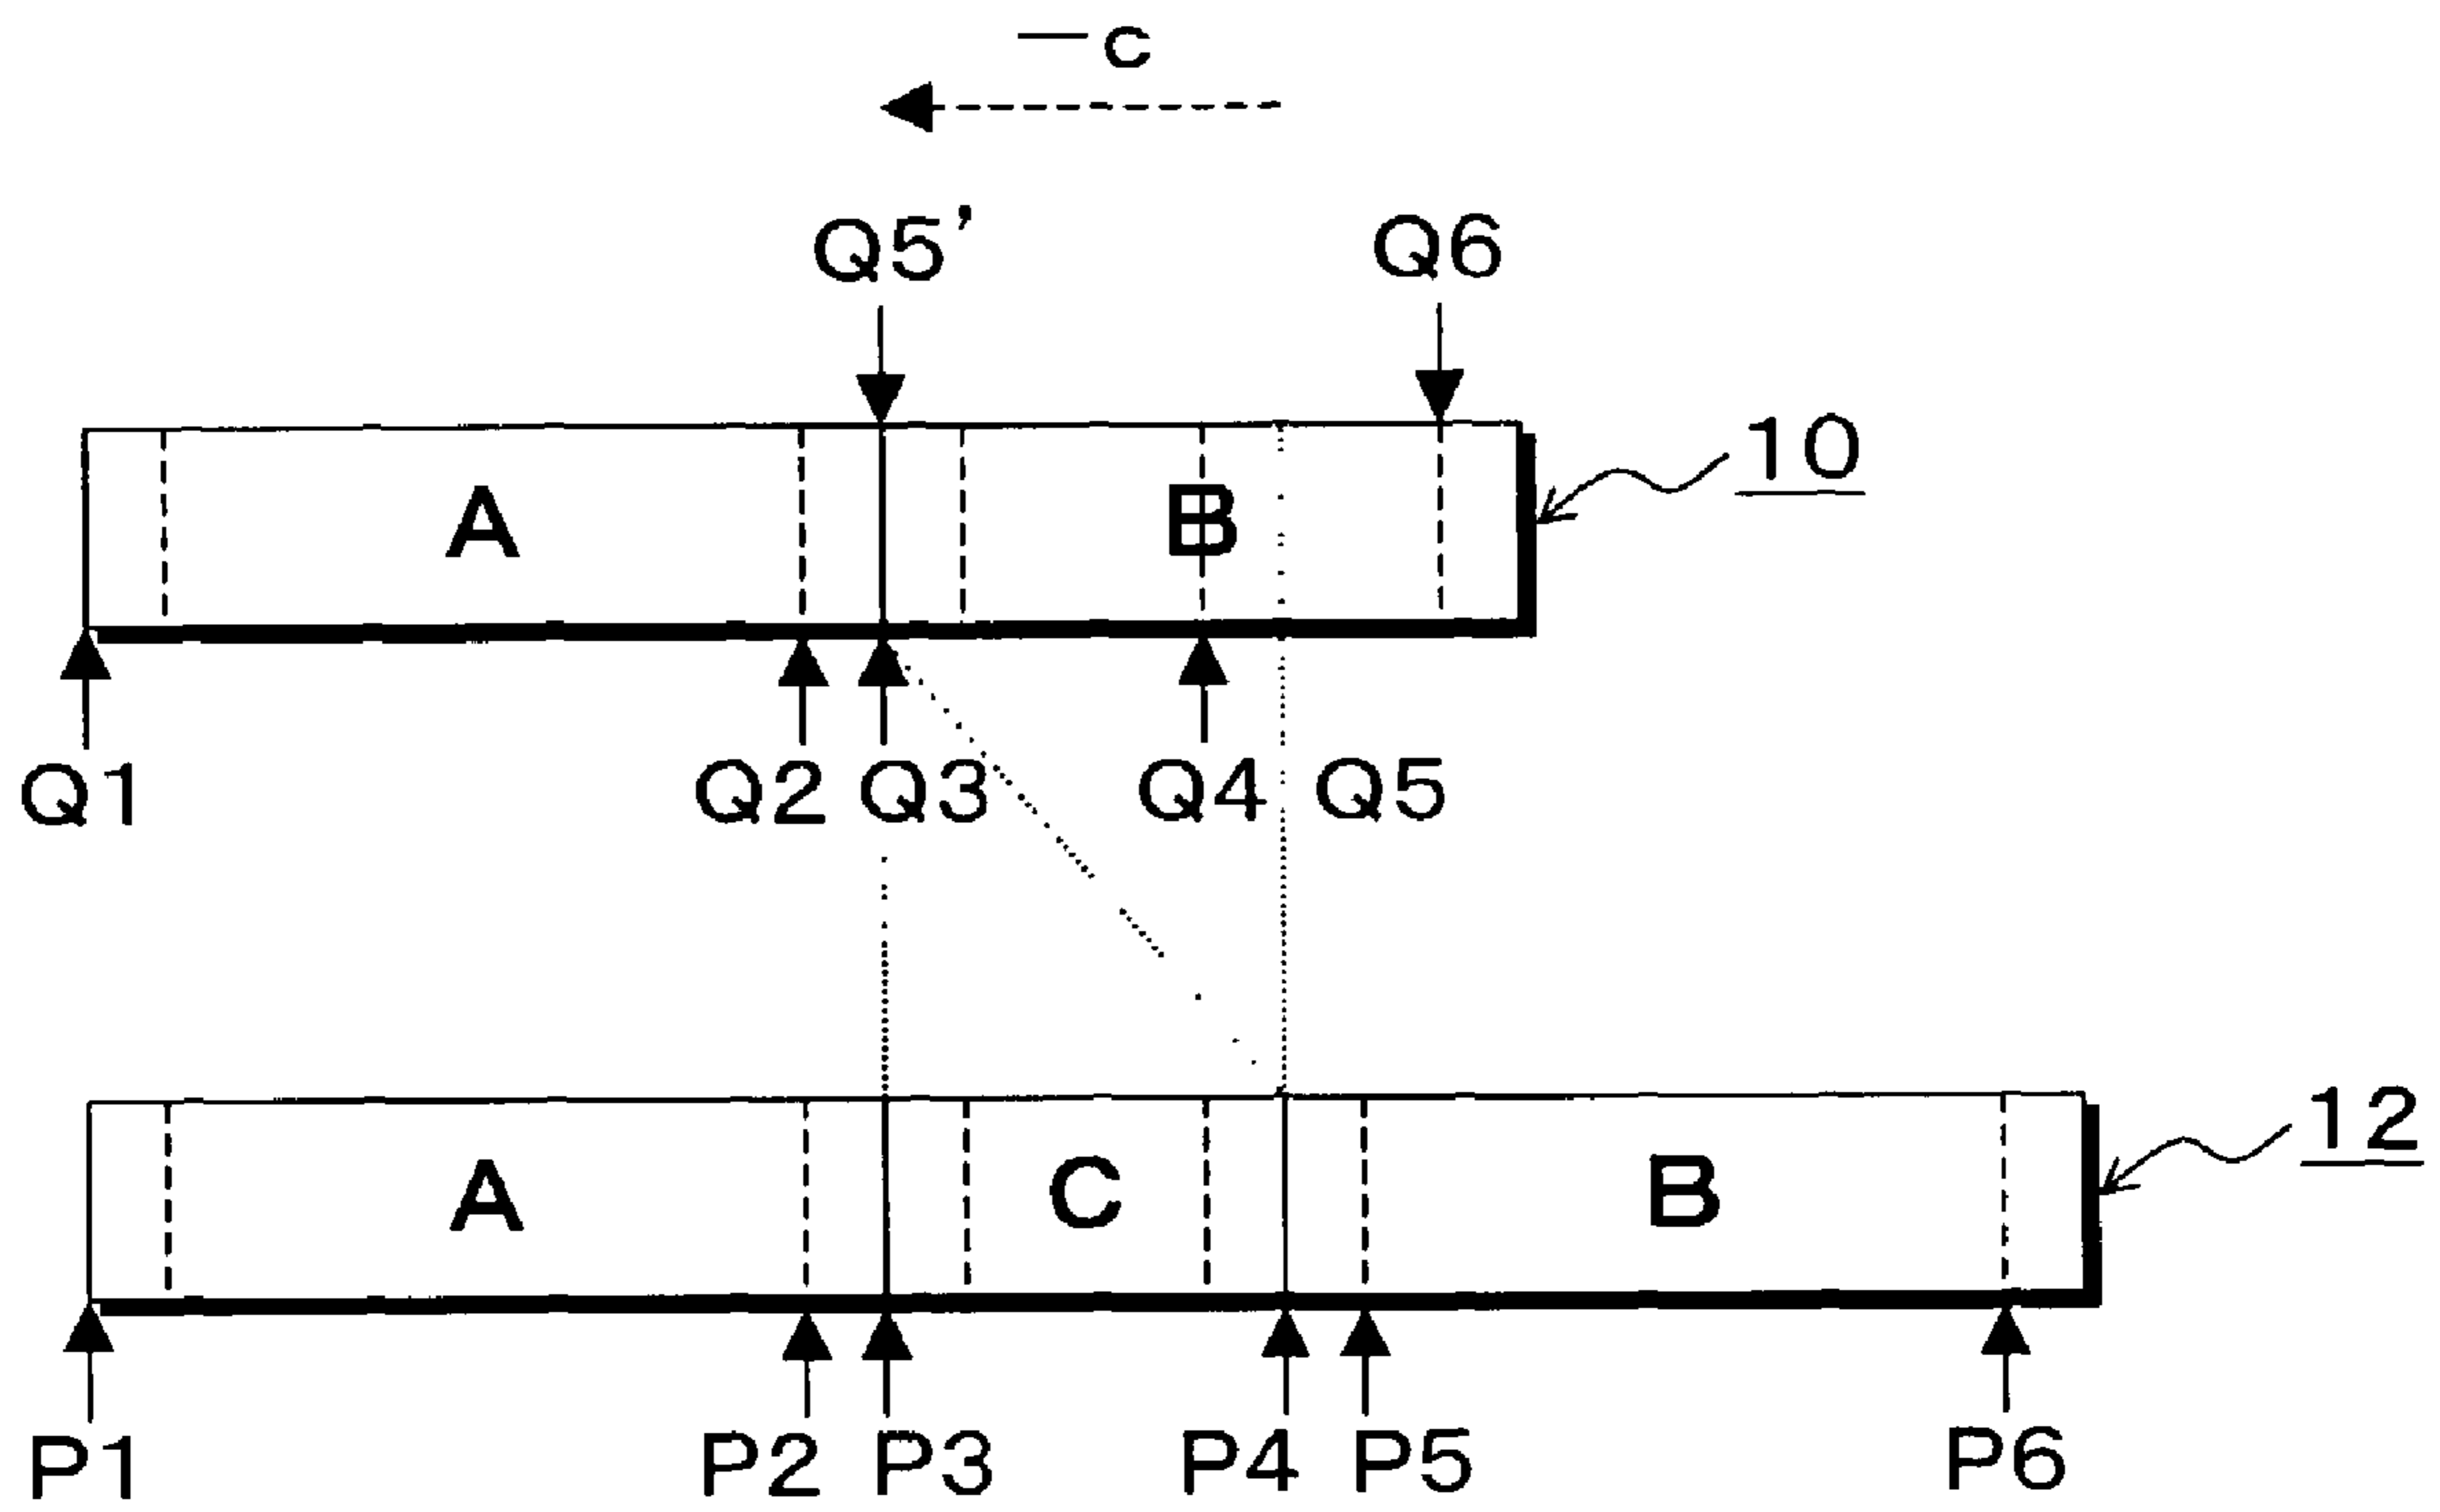 −c
Q5’ Q6
10
A B
Q1 Q2 Q3 Q4 Q5
12
A C B
P1 P2 P3 P4 P5 P6